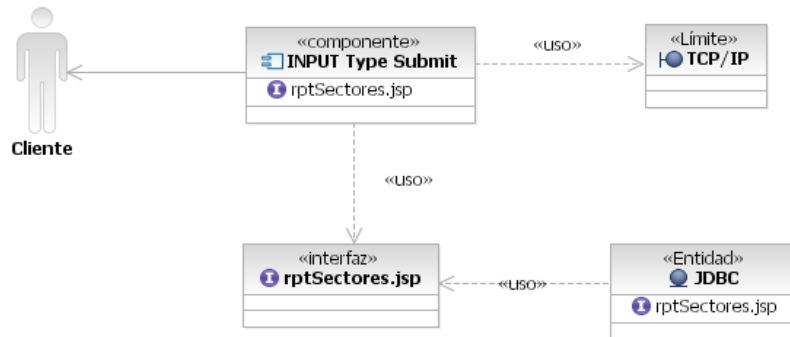 «componente»
INPUT Type Submit
rptSectores.jsp
«uso»
«Límite»
TCP/IP
Cliente
«uso»
«interfaz»
rptSectores.jsp
«uso»
«Entidad»
JDBC
rptSectores.jsp